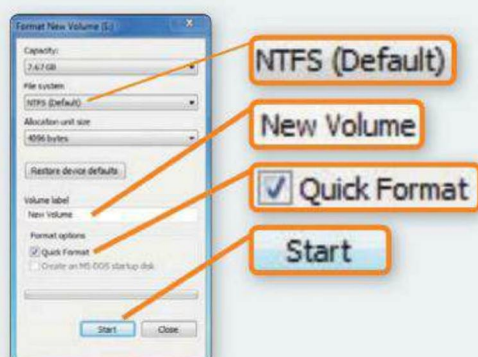 Format New Volume (E:)
X
Capacity:
7.67 GB
File system
NTFS (Default)
Allocation unit size
4096 bytes
Restore device defaults
Volume label
New Volume
Format options
Quick Format
Create an MS-DOS startup disk
Start
Close
NTFS (Default)
New Volume
Quick Format
Start